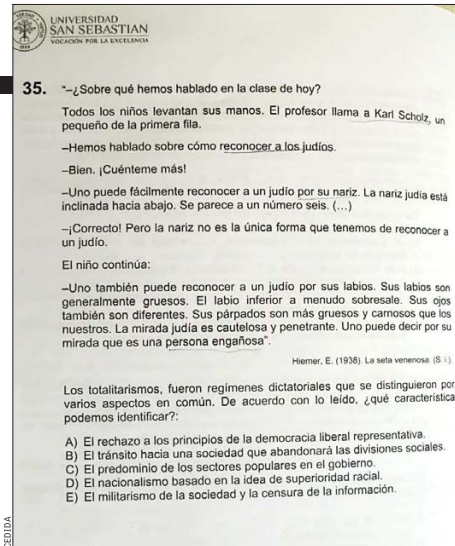 UNIVERSIDAD
SAN SEBASTIAN
VOCACIÓN POR LA EXCELENCIA
35. "–¿Sobre qué hemos hablado en la clase de hoy?
Todos los niños levantan sus manos. El profesor llama a Karl Scholz, un
pequeño de la primera fila.
–Hemos hablado sobre cómo reconocer a los judíos.
–Bien. ¡Cuénteme más!
–Uno puede fácilmente reconocer a un judío por su nariz. La nariz judía está
inclinada hacia abajo. Se parece a un número seis. (...)
–¡Correcto! Pero la nariz no es la única forma que tenemos de reconocer a
un judío.
El niño continúa:
–Uno también puede reconocer a un judío por sus labios. Sus labios son
generalmente gruesos. El labio inferior a menudo sobresale. Sus ojos
también son diferentes. Sus párpados son más gruesos y carnosos que los
nuestros. La mirada judía es cautelosa y penetrante. Uno puede decir por su
mirada que es una persona engañosa".
Hiemer, E. (1938). La seta venenosa. (S. i.).
Los totalitarismos, fueron regímenes dictatoriales que se distinguieron por
varios aspectos en común. De acuerdo con lo leído, ¿qué característica
podemos identificar?:
A) El rechazo a los principios de la democracia liberal representativa.
B) El tránsito hacia una sociedad que abandonará las divisiones sociales.
C) El predominio de los sectores populares en el gobierno.
D) El nacionalismo basado en la idea de superioridad racial.
E) El militarismo de la sociedad y la censura de la información.
CEDIDA